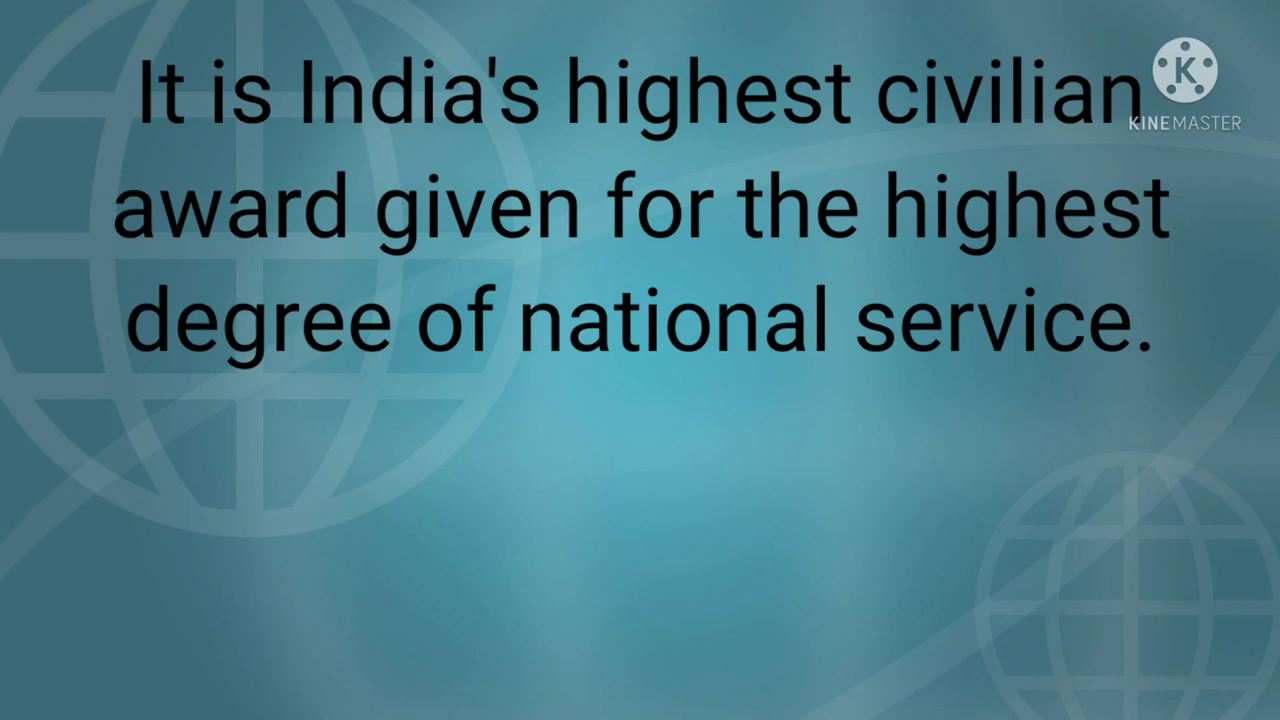 It is India's highest civilian
award given for the highest
degree of national service.
K
KINEMASTER